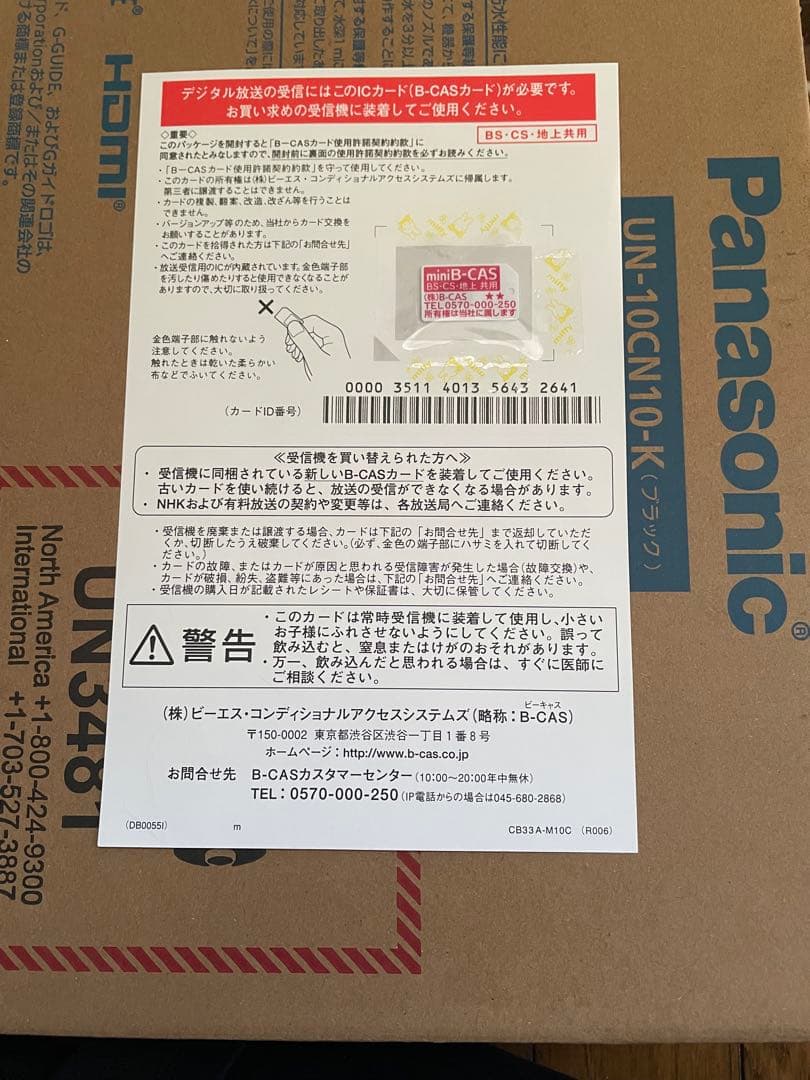 デジタル放送の受信にはこのICカード(B-CASカード)が必要です。
お買い求めの受信機に装着してご使用ください。
◇重要◇
このパッケージを開封すると「B-CASカード使用許諾契約約款」に
同意されたとみなしますので、開封前に裏面の使用許諾契約約款を必ずお読みください。
BS・CS・地上共用
・「B-CASカード使用許諾契約約款」を守って使用してください。
・このカードの所有権は(株)ビーエス・コンディショナルアクセスシステムズに帰属します。
第三者に譲渡することはできません。
・カードの複製、翻案、改造、改ざん等を行うことは
できません。
・バージョンアップ等のため、当社からカード交換を
お願いすることがあります。
・このカードを拾得された方は下記の「お問合せ先」
へご連絡ください。
・放送受信用のICが内蔵されています。金色端子部
を汚したり傷めたりすると使用できなくなることが
ありますので、大切に取り扱ってください。
金色端子部に触れないよう
注意してください。
触れたときは乾いた柔らかい
布などでふいてください。
miniB-CAS
BS・CS・地上 共用
(株)B-CAS ★★
TEL0570-000-250
所有権は当社に属します
miffy
0000 3511 4013 5643 2641
(カードID番号)
≪受信機を買い替えられた方へ≫
・受信機に同梱されている新しいB-CASカードを装着してご使用ください。
古いカードを使い続けると、放送の受信ができなくなる場合があります。
・NHKおよび有料放送の契約や変更等は、各放送局へご連絡ください。
・受信機を廃棄または譲渡する場合、カードは下記の「お問合せ先」まで返却していただ
くか、切断したうえ破棄してください。(必ず、金色の端子部にハサミを入れて切断してく
ださい。)
・カードの故障、またはカードが原因と思われる受信障害が発生した場合(故障交換)や、
カードが破損、紛失、盗難等にあった場合は、下記の「お問合せ先」へご連絡ください。
・受信機の購入日が記載されたレシートや保証書は、大切に保管してください。
警告
・このカードは常時受信機に装着して使用し、小さい
お子様にふれさせないようにしてください。誤って
飲み込むと、窒息またはけがのおそれがあります。
・万一、飲み込んだと思われる場合は、すぐに医師に
ご相談ください。
(株)ビーエス・コンディショナルアクセスシステムズ(略称:B-CAS)
ビーキャス
〒150-0002 東京都渋谷区渋谷一丁目1番8号
ホームページ:http://www.b-cas.co.jp
お問合せ先 B-CASカスタマーセンター(10:00~20:00年中無休)
TEL:0570-000-250(IP電話からの場合は045-680-2868)
(DB0055I)
m
CB33A-M10C (R006)
Panasonic®
UN-10CN10-K(ブラック)
HDMI®
UN3481
North America +1-800-424-9300
International +1-703-527-3887